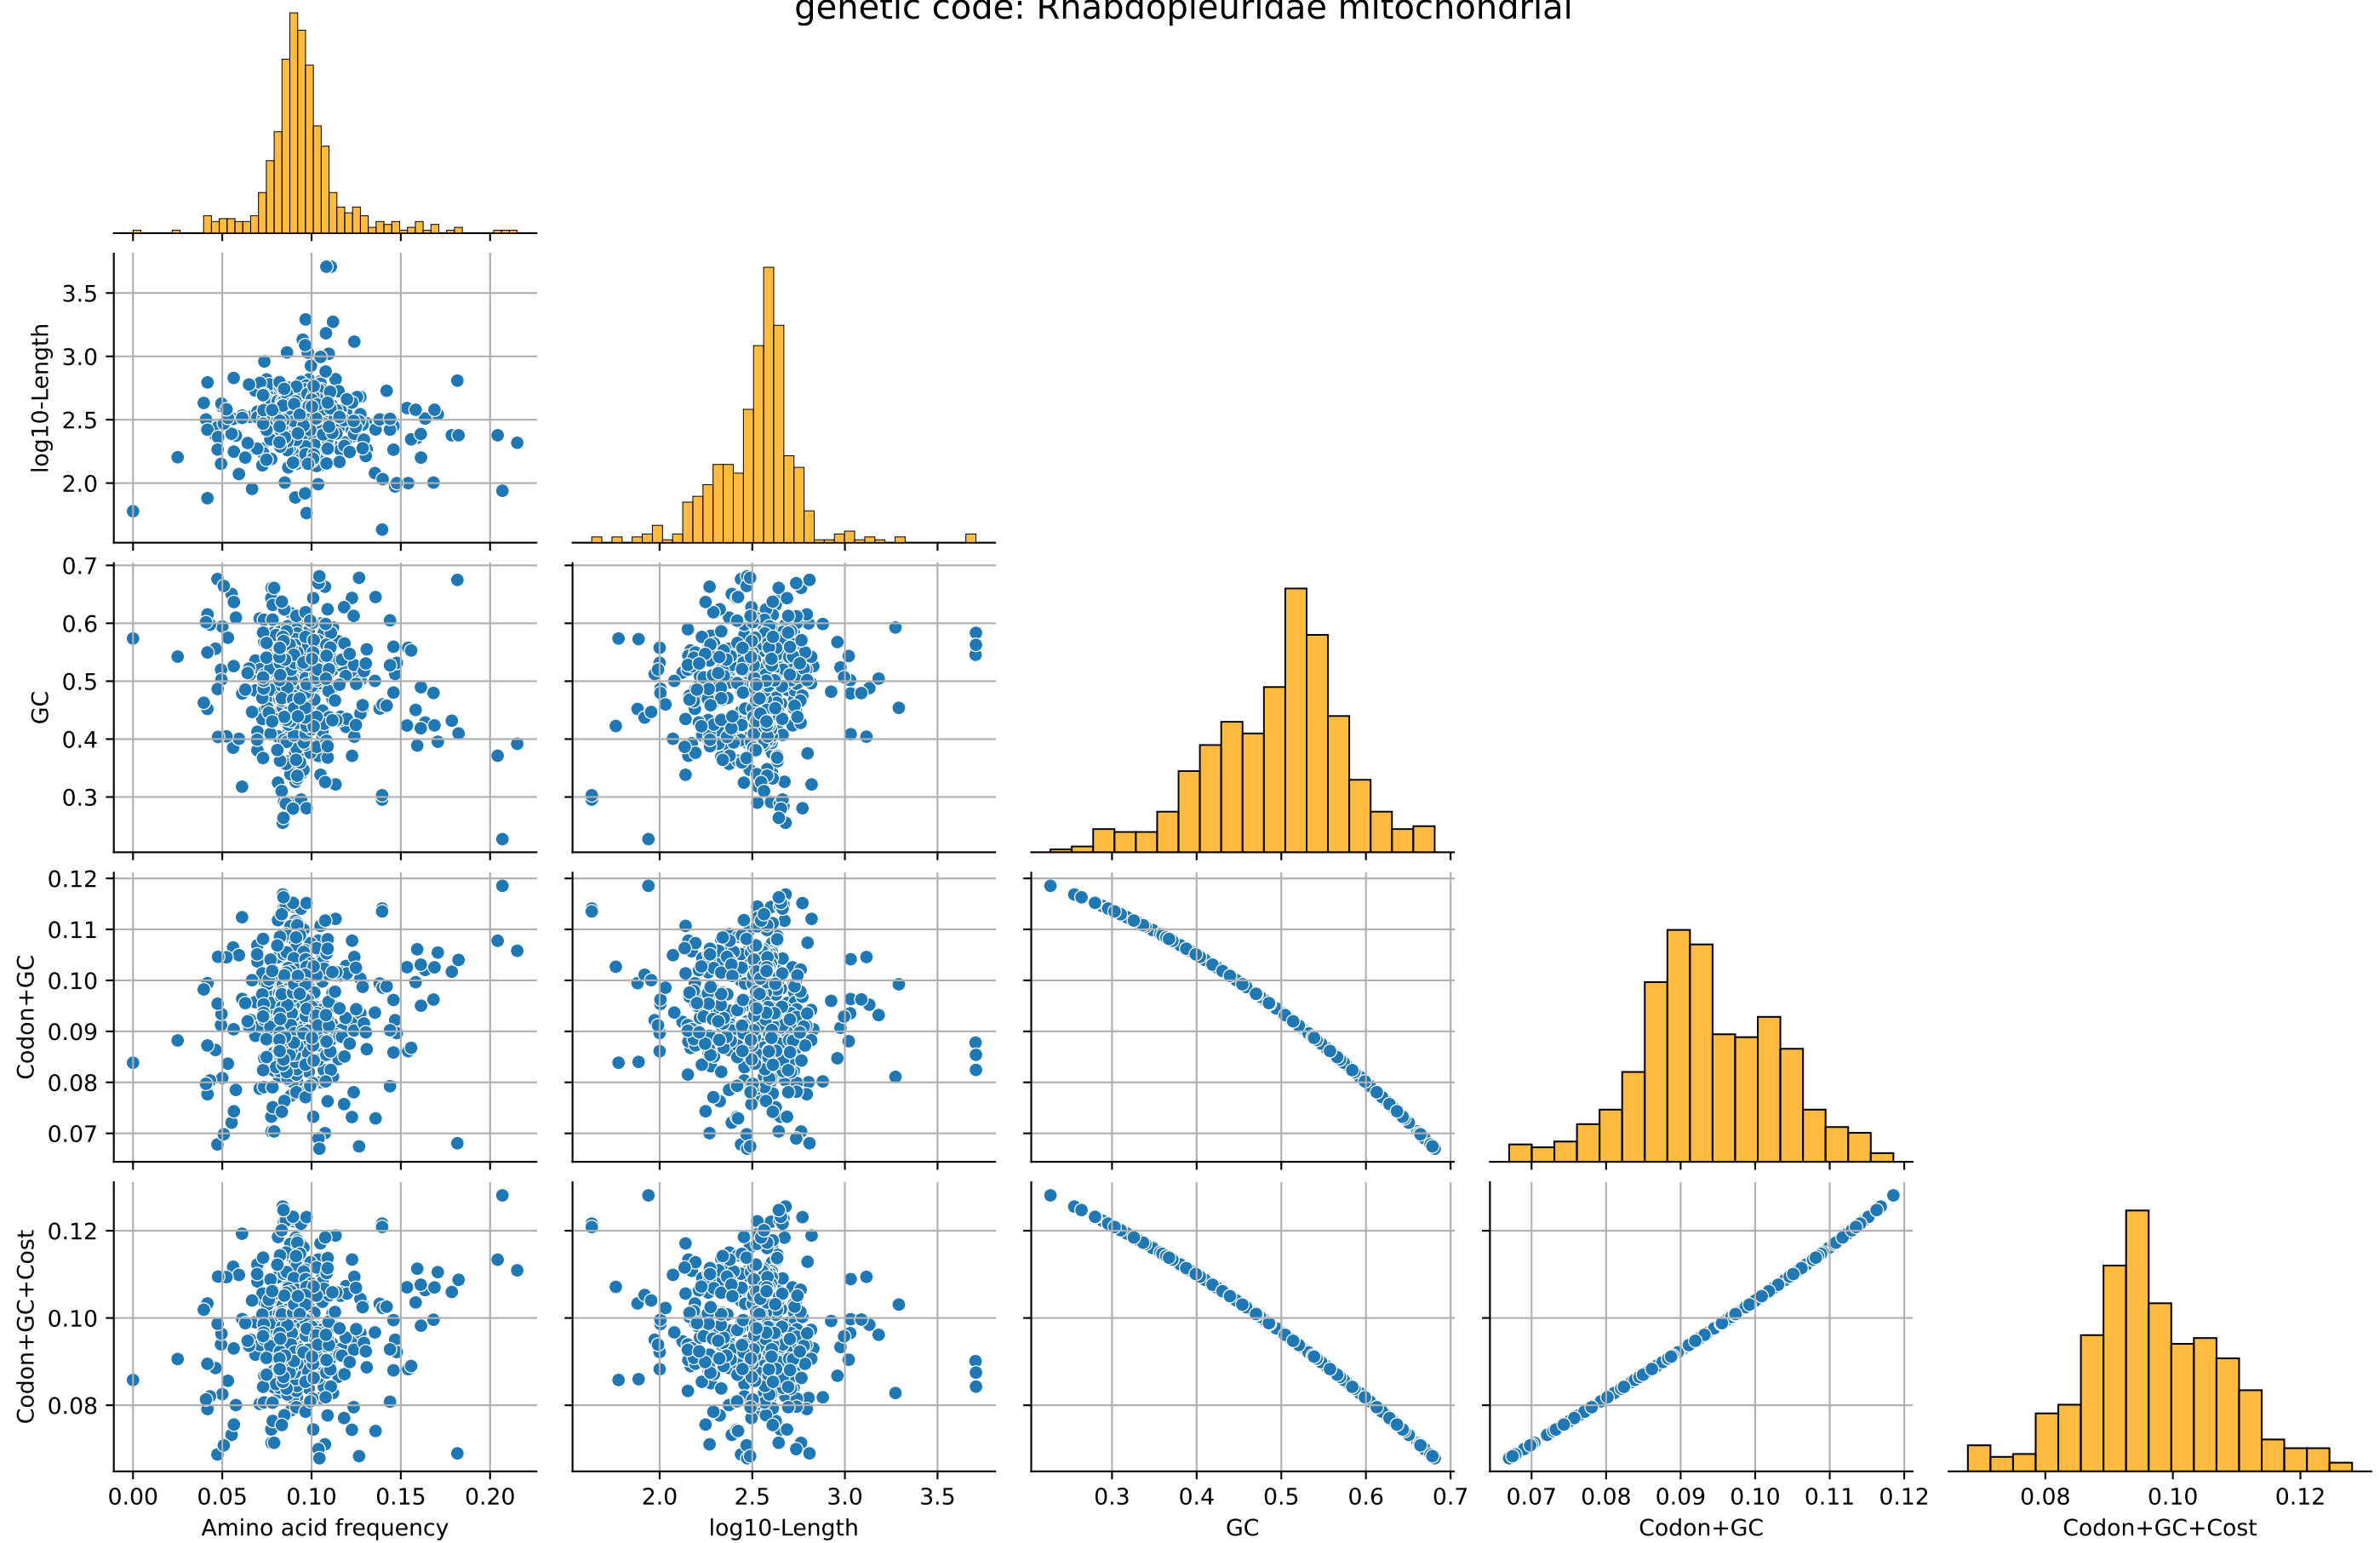 genetic code: Rhabdopleuridae mitochondrial
3.5
3.0
2.5
2.0
log10-Length
0.7
0.6
0.5
0.4
0.3
GC
0.12
0.11
0.10
0.09
0.08
0.07
Codon+GC
0.12
0.10
0.08
Codon+GC+Cost
0.00 0.05 0.10 0.15 0.20
2.0 2.5 3.0 3.5
0.3 0.4 0.5 0.6 0.7
0.07 0.08 0.09 0.10 0.11 0.12
0.08 0.10 0.12
Amino acid frequency
log10-Length
GC
Codon+GC
Codon+GC+Cost